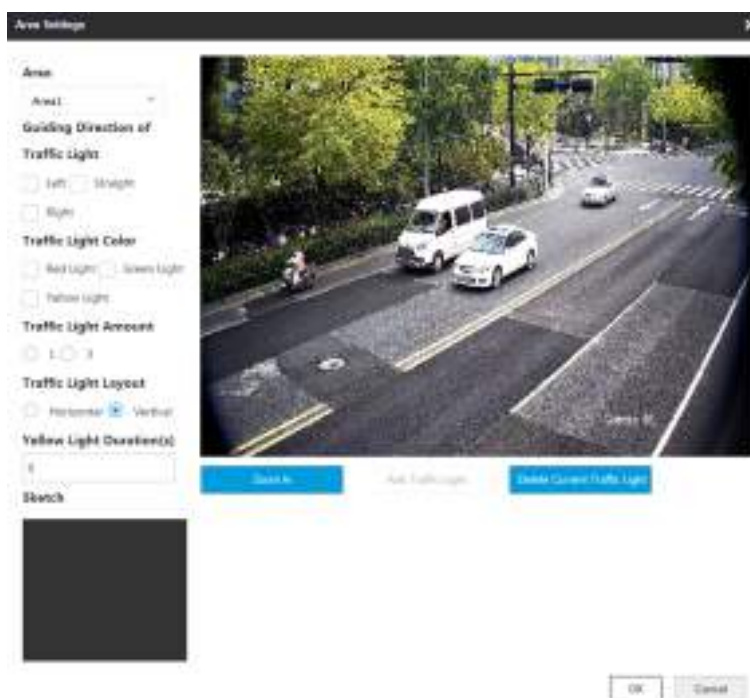 Area Settings
Area
Area1
Guiding Direction of
Traffic Light
Left Straight
Right
Traffic Light Color
Red Light Green Light
Yellow Light
Traffic Light Amount
1 3
Traffic Light Layout
Horizontal Vertical
Yellow Light Duration(s)
Sketch
Zoom In Add Traffic Light Delete Current Traffic Light
OK Cancel